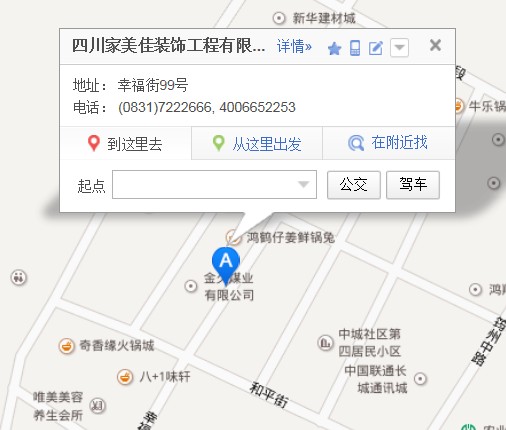 新华建材城
四川家美佳装饰工程有限... 详情»
段
地址： 幸福街99号
电话： (0831)7222666, 4006652253
牛乐锅
到这里去
从这里出发
在附近找
起点
公交
驾车
鸿鹤仔姜鲜锅兔
A
有限公司
鸿翔
筠州中路
中城社区第
四居民小区
奇香缘火锅城
中国联通长
城通讯城
八+1味轩
和平街
唯美美容
养生会所
幸